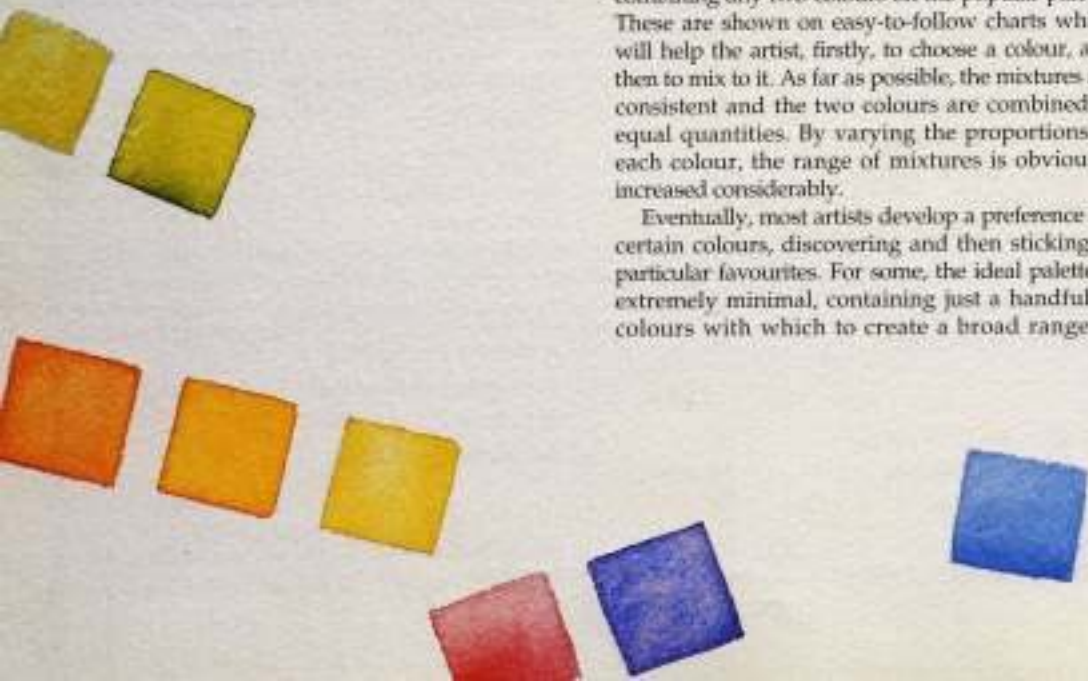 These are shown on easy-to-follow charts wh
will help the artist, firstly, to choose a colour, a
then to mix to it. As far as possible, the mixtures
consistent and the two colours are combined
equal quantities. By varying the proportions
each colour, the range of mixtures is obviou
increased considerably.
Eventually, most artists develop a preference
certain colours, discovering and then sticking
particular favourites. For some, the ideal palette
extremely minimal, containing just a handful
colours with which to create a broad range